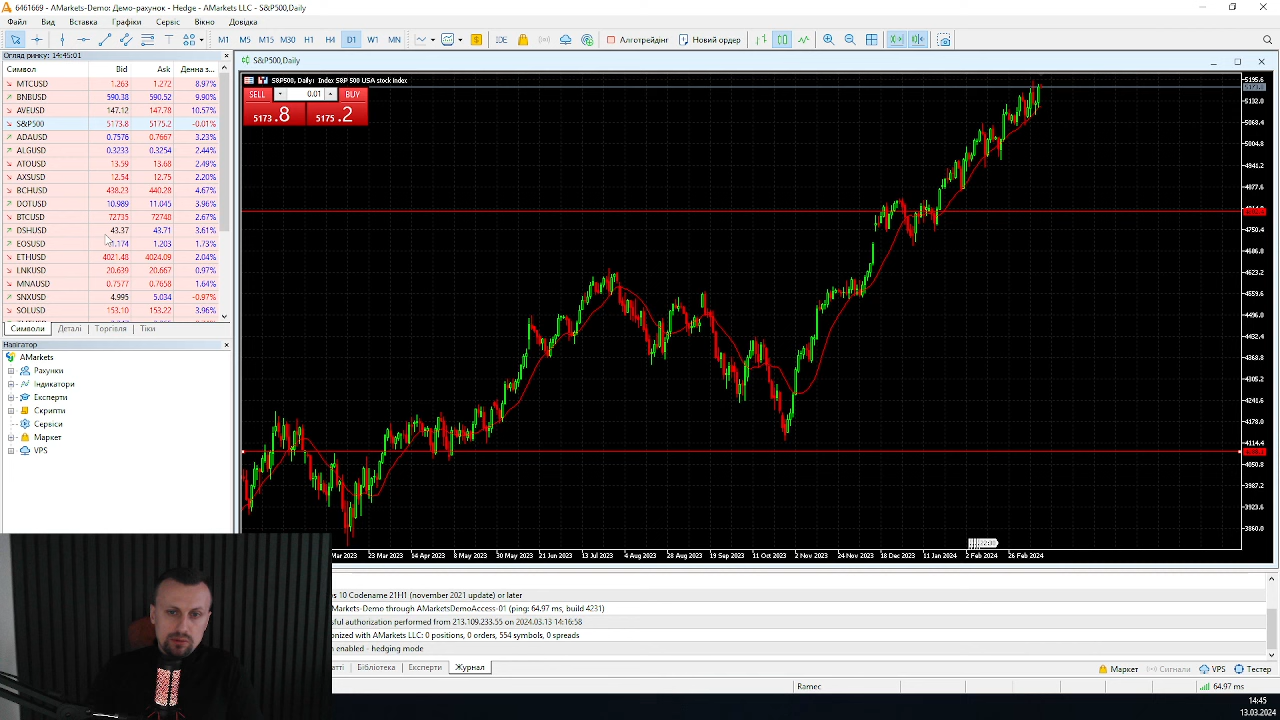 6461669 - AMarkets-Demo: Демо-рахунок - Hedge - AMarkets LLC - S&P500,Daily
Файл Вид Вставка Графіки Сервіс Вікно Довідка
M1 M5 M15 M30 H1 H4 D1 W1 MN IDE Алготрейдінг Новий ордер
Огляд ринку: 14:45:01
Символ Bid Ask Денна з...
MTCUSD 1.263 1.272 8.97%
BNBUSD 590.38 590.52 9.90%
AVEUSD 147.12 147.78 10.57%
S&P500 5173.8 5175.2 -0.01%
ADAUSD 0.7576 0.7667 3.23%
ALGUSD 0.3233 0.3254 2.44%
ATOUSD 13.59 13.68 2.49%
AXSUSD 12.54 12.75 2.20%
BCHUSD 438.23 440.28 4.67%
DOTUSD 10.989 11.045 3.96%
BTCUSD 72735 72748 2.67%
DSHUSD 43.37 43.71 3.61%
EOSUSD 1.174 1.203 1.73%
ETHUSD 4021.48 4024.09 2.04%
LNKUSD 20.639 20.667 0.97%
MNAUSD 0.7577 0.7658 1.64%
SNXUSD 4.995 5.034 -0.97%
SOLUSD 153.10 153.22 3.96%
Символи Деталі Торгівля Тіки
Навігатор
AMarkets
Рахунки
Індикатори
Експерти
Скрипти
Сервіси
Маркет
VPS
S&P500,Daily
S&P500, Daily: Index S&P 500 USA stock index
SELL 0.01 BUY
5173.8 5175.2
5195.6
5173.8
5132.0
5068.4
5004.8
4941.2
4877.6
4750.4
4686.8
4623.2
4559.6
4496.0
4432.4
4368.8
4305.2
4241.6
4178.0
4114.4
4050.8
3987.2
3923.6
3860.0
Mar 2023 23 Mar 2023 14 Apr 2023 8 May 2023 30 May 2023 21 Jun 2023 13 Jul 2023 4 Aug 2023 28 Aug 2023 19 Sep 2023 11 Oct 2023 2 Nov 2023 24 Nov 2023 18 Dec 2023 11 Jan 2024 2 Feb 2024 26 Feb 2024
s 10 Codename 21H1 (november 2021 update) or later
Markets-Demo through AMarketsDemoAccess-01 (ping: 64.97 ms, build 4231)
ful authorization performed from 213.109.233.55 on 2024.03.13 14:16:58
onized with AMarkets LLC: 0 positions, 0 orders, 554 symbols, 0 spreads
n enabled - hedging mode
тті Бібліотека Експерти Журнал
Маркет Сигнали VPS Тестер
Ramec 64.97 ms
14:45
13.03.2024